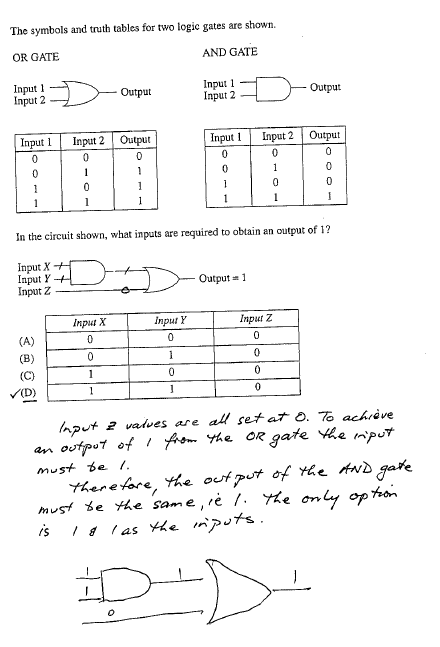 The symbols and truth tables for two logic gates are shown.
OR GATE
AND GATE
Input 1
Input 2
Output
Input 1
Input 2
Output
Input 1 Input 2 Output
0 0 0
0 1 1
1 0 1
1 1 1
Input 1 Input 2 Output
0 0 0
0 1 0
1 0 0
1 1 1
In the circuit shown, what inputs are required to obtain an output of 1?
Input X
Input Y
Input Z
Output = 1
Input X Input Y Input Z
(A) 0 0 0
(B) 0 1 0
(C) 1 0 0
✓(D) 1 1 0
Input Z values are all set at 0. To achieve
an output of 1 from the OR gate the input
must be 1.
Therefore, the output of the AND gate
must be the same, ie 1. The only option
is 1 & 1 as the inputs.
1
1
1
0
1